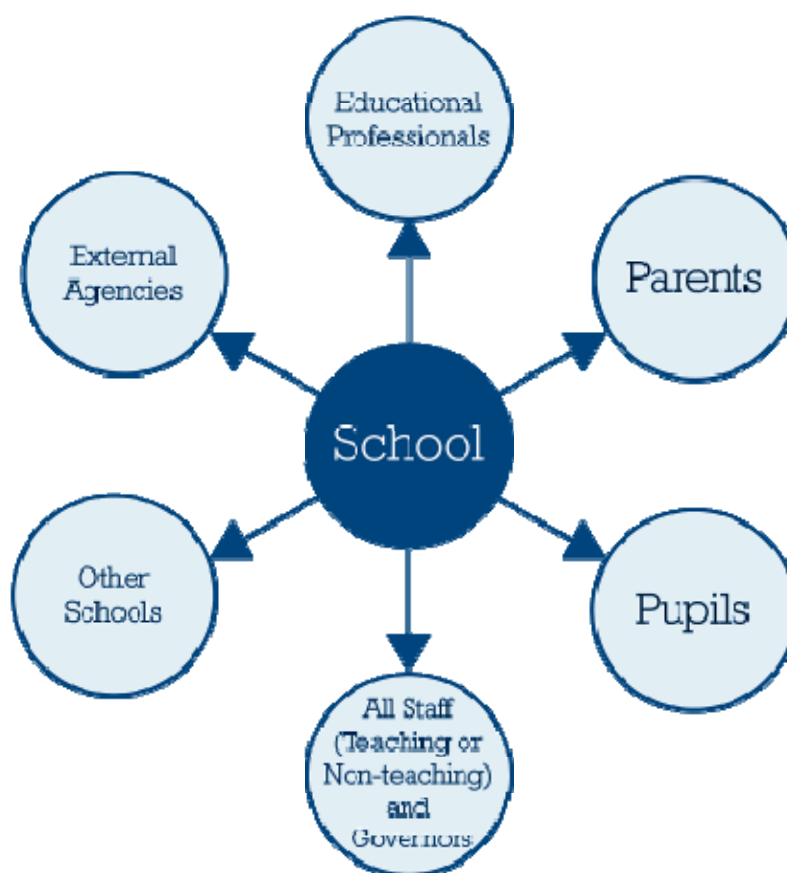 Educational
Professionals
External
Agencies
Parents
School
Other
Schools
Pupils
All Staff
(Teaching or
Non-teaching)
and
Governors